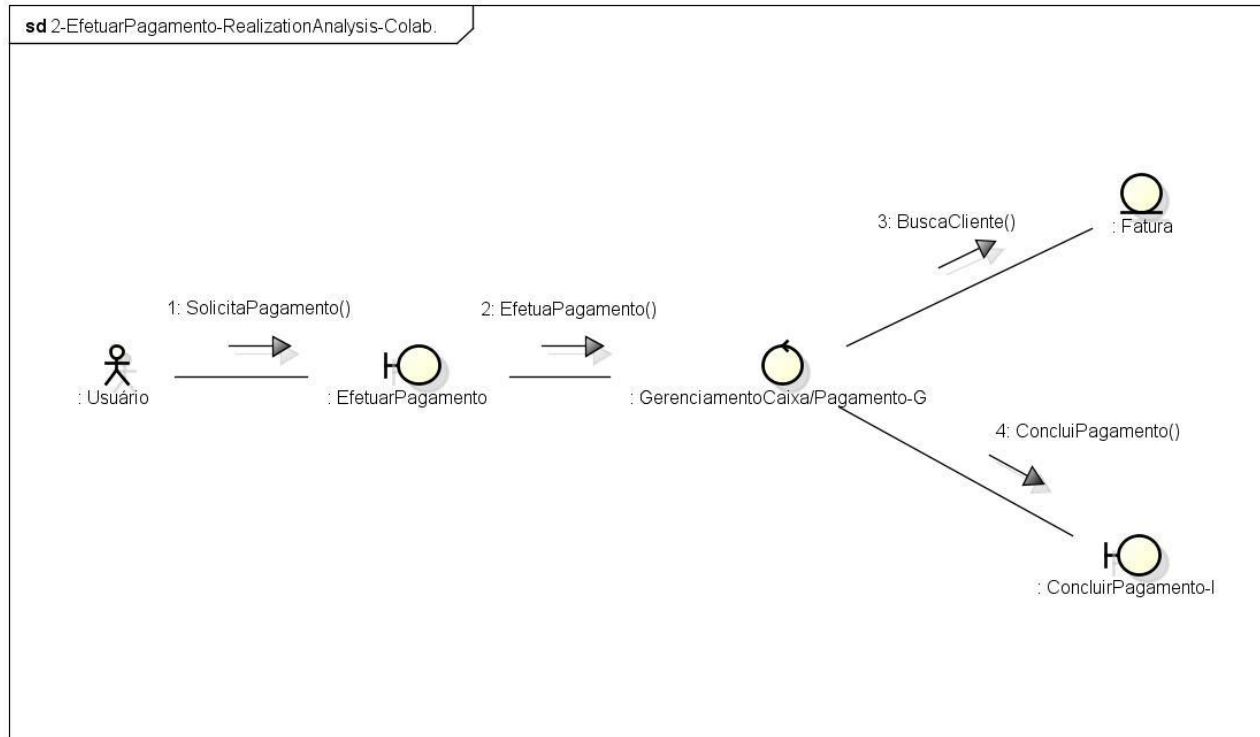 sd 2-EfetuarPagamento-RealizationAnalysis-Colab.
3: BuscaCliente()
: Fatura
1: SolicitaPagamento()
2: EfetuaPagamento()
: Usuário
: EfetuarPagamento
: GerenciamentoCaixa/Pagamento-G
4: ConcluiPagamento()
: ConcluirPagamento-I